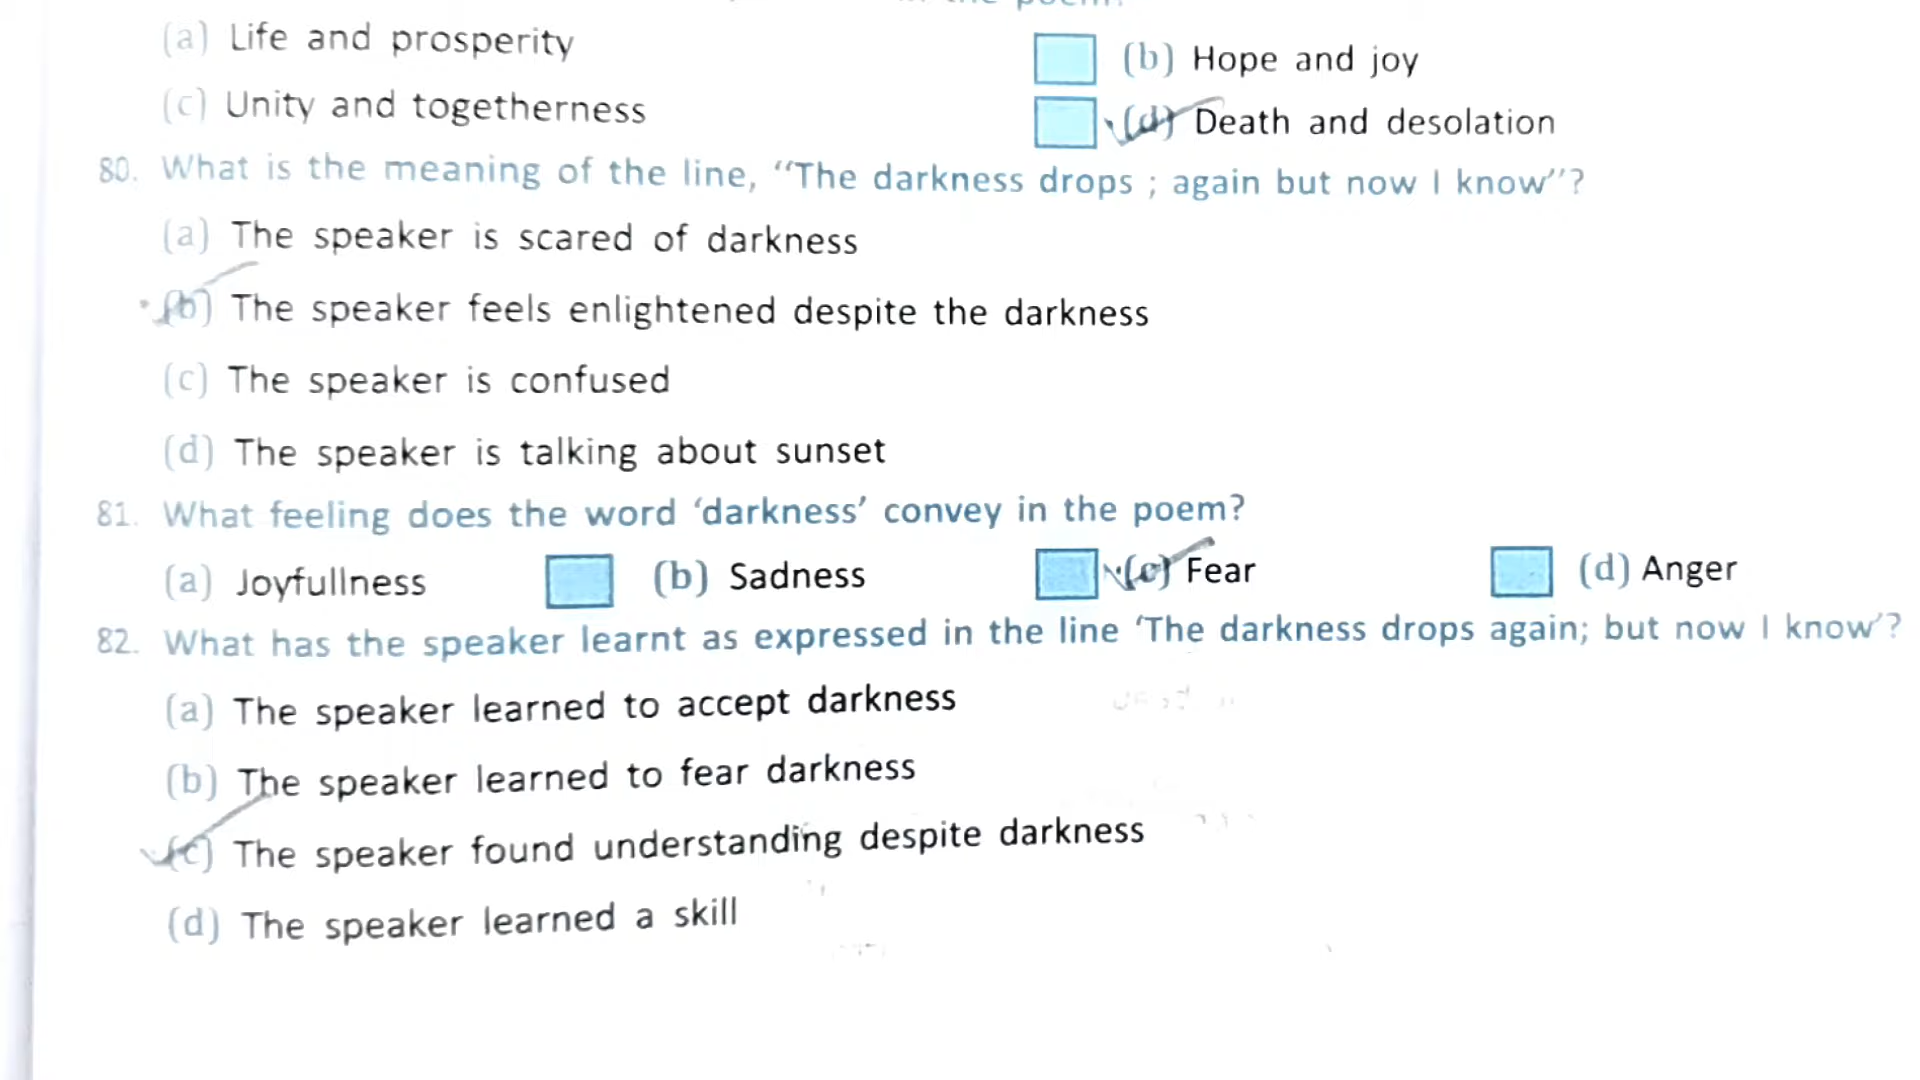 poem?
(a) Life and prosperity (b) Hope and joy
(c) Unity and togetherness (d) Death and desolation
80. What is the meaning of the line, "The darkness drops ; again but now I know"?
(a) The speaker is scared of darkness
(b) The speaker feels enlightened despite the darkness
(c) The speaker is confused
(d) The speaker is talking about sunset
81. What feeling does the word 'darkness' convey in the poem?
(a) Joyfullness (b) Sadness (c) Fear (d) Anger
82. What has the speaker learnt as expressed in the line 'The darkness drops again; but now I know'?
(a) The speaker learned to accept darkness
(b) The speaker learned to fear darkness
(c) The speaker found understanding despite darkness
(d) The speaker learned a skill